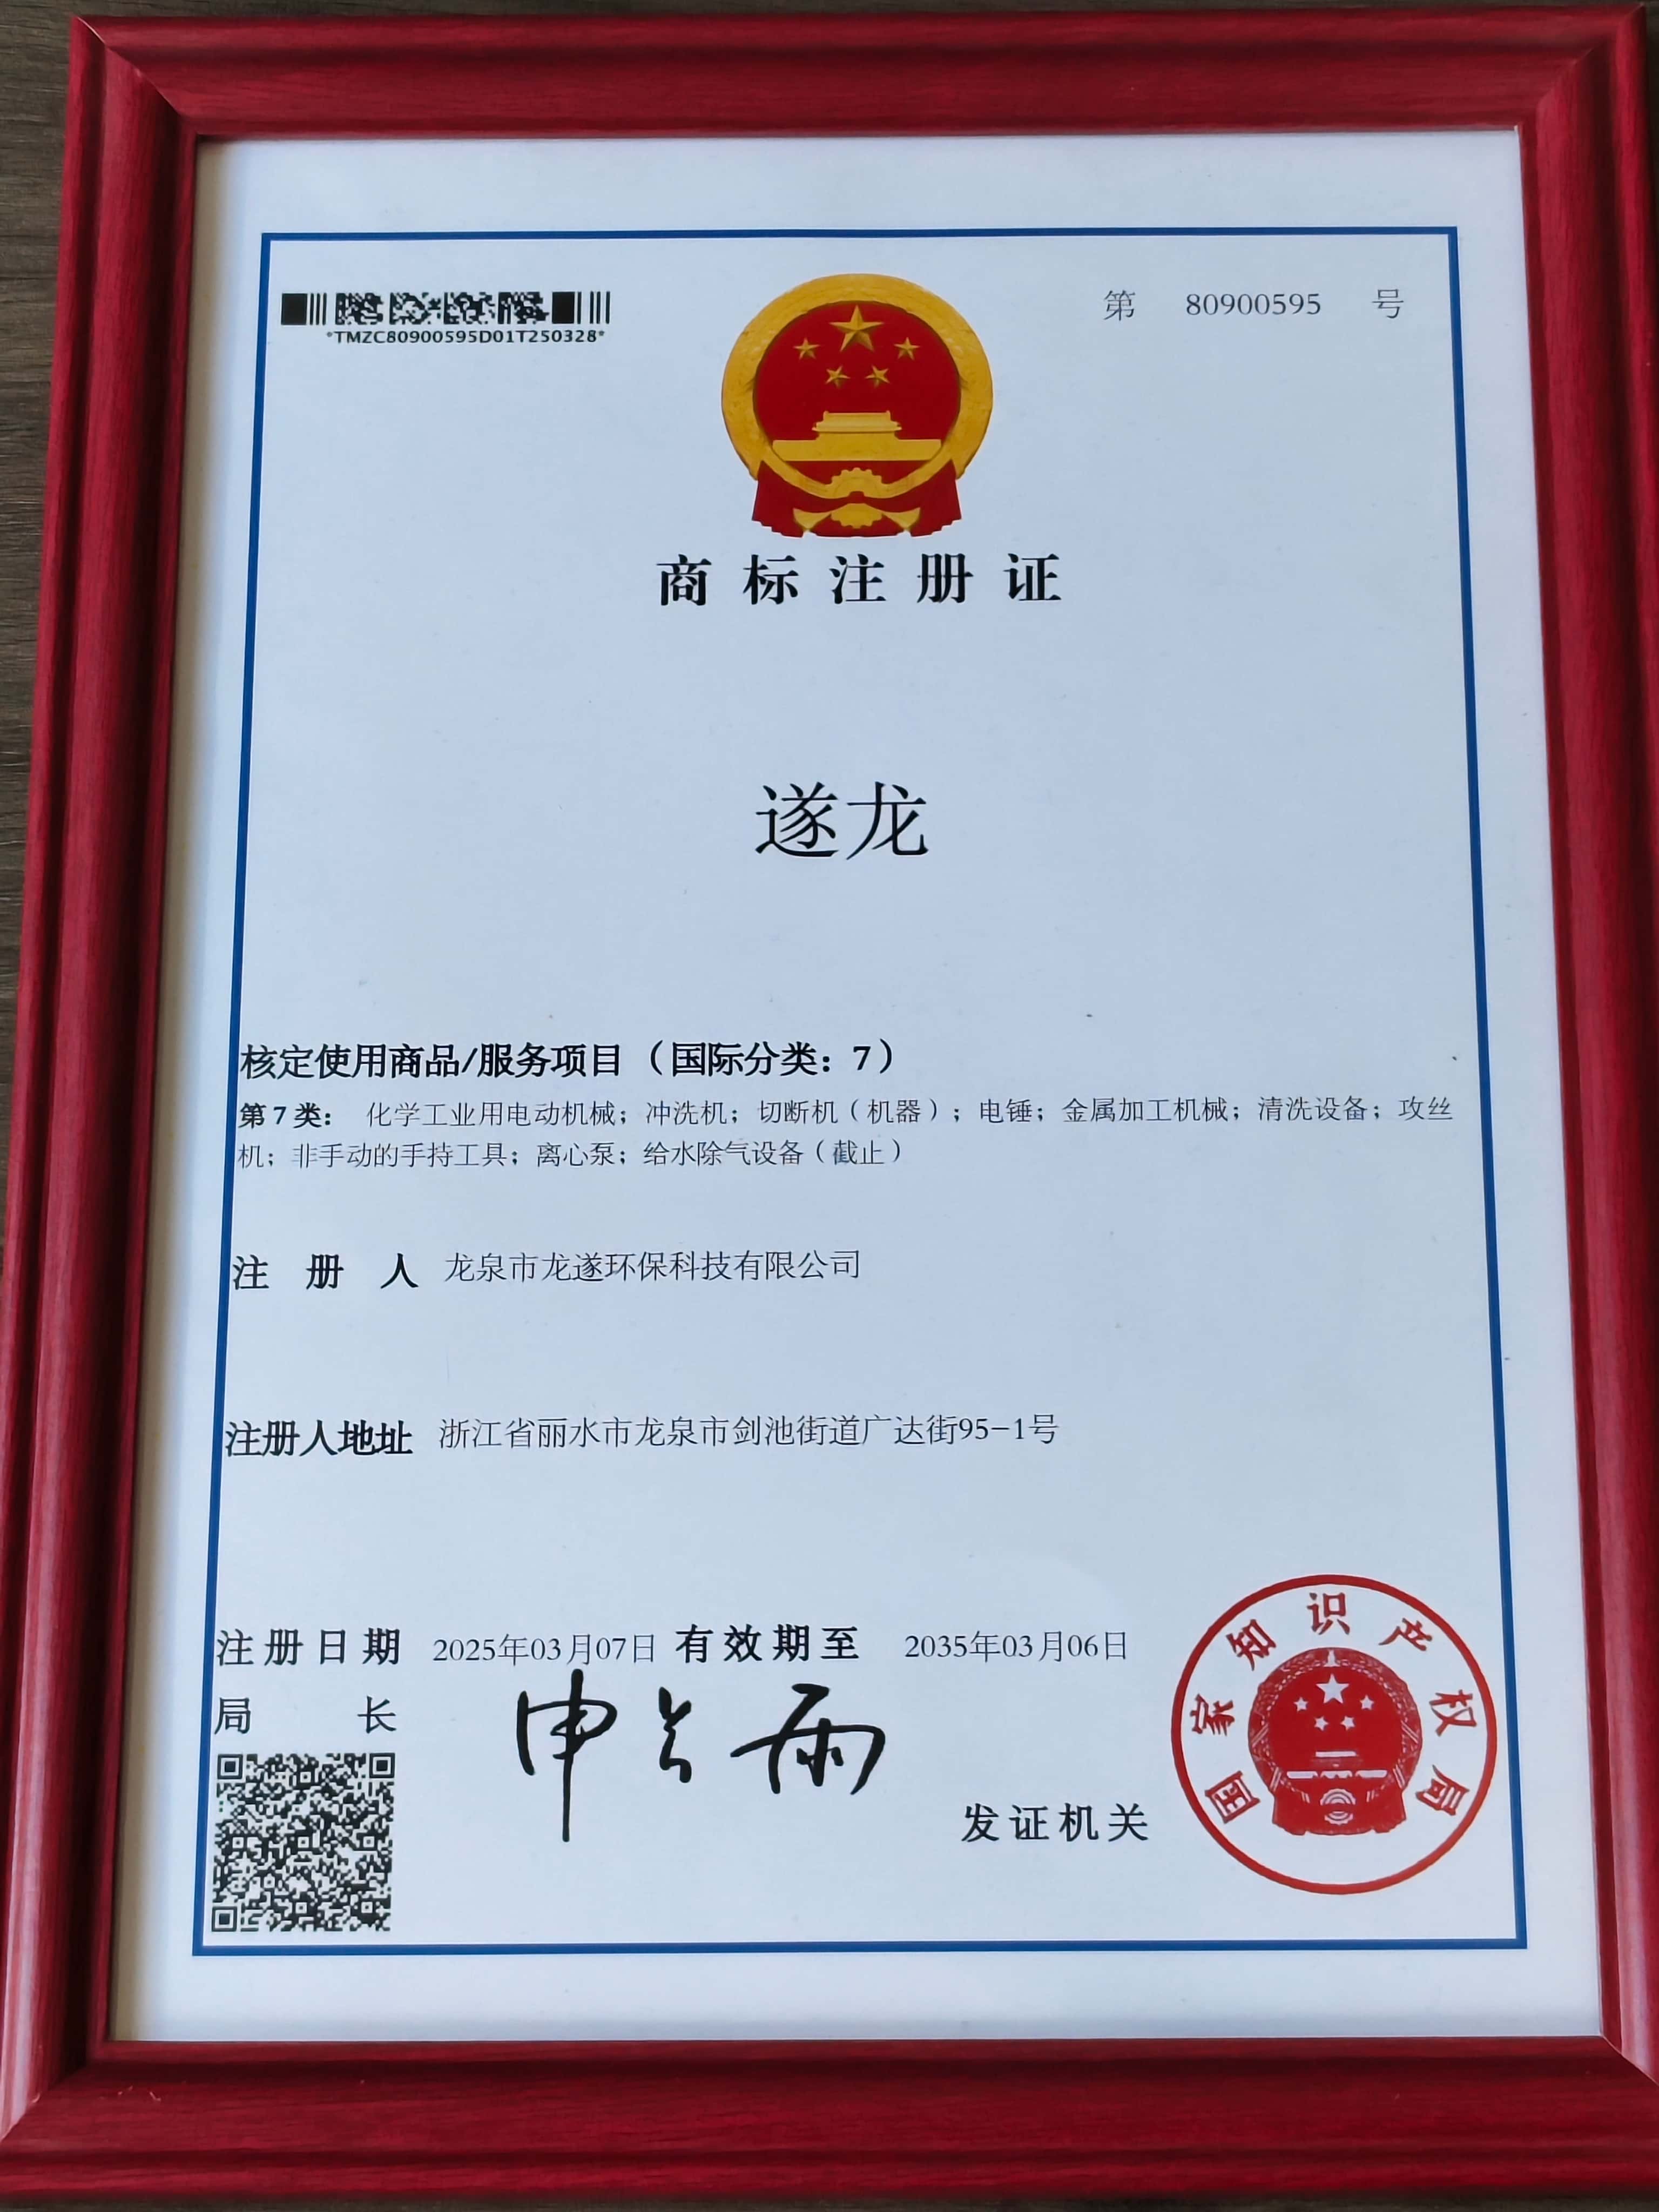 *TMZC80900595D01T250328*
第 80900595 号
商标注册证
遂龙
核定使用商品/服务项目（国际分类：7）
第7类： 化学工业用电动机械；冲洗机；切断机（机器）；电锤；金属加工机械；清洗设备；攻丝
机；非手动的手持工具；离心泵；给水除气设备（截止）
注册人 龙泉市龙遂环保科技有限公司
注册人地址 浙江省丽水市龙泉市剑池街道广达街95-1号
注册日期 2025年03月07日 有效期至 2035年03月06日
局长 申长雨
发证机关
国家知识产权局